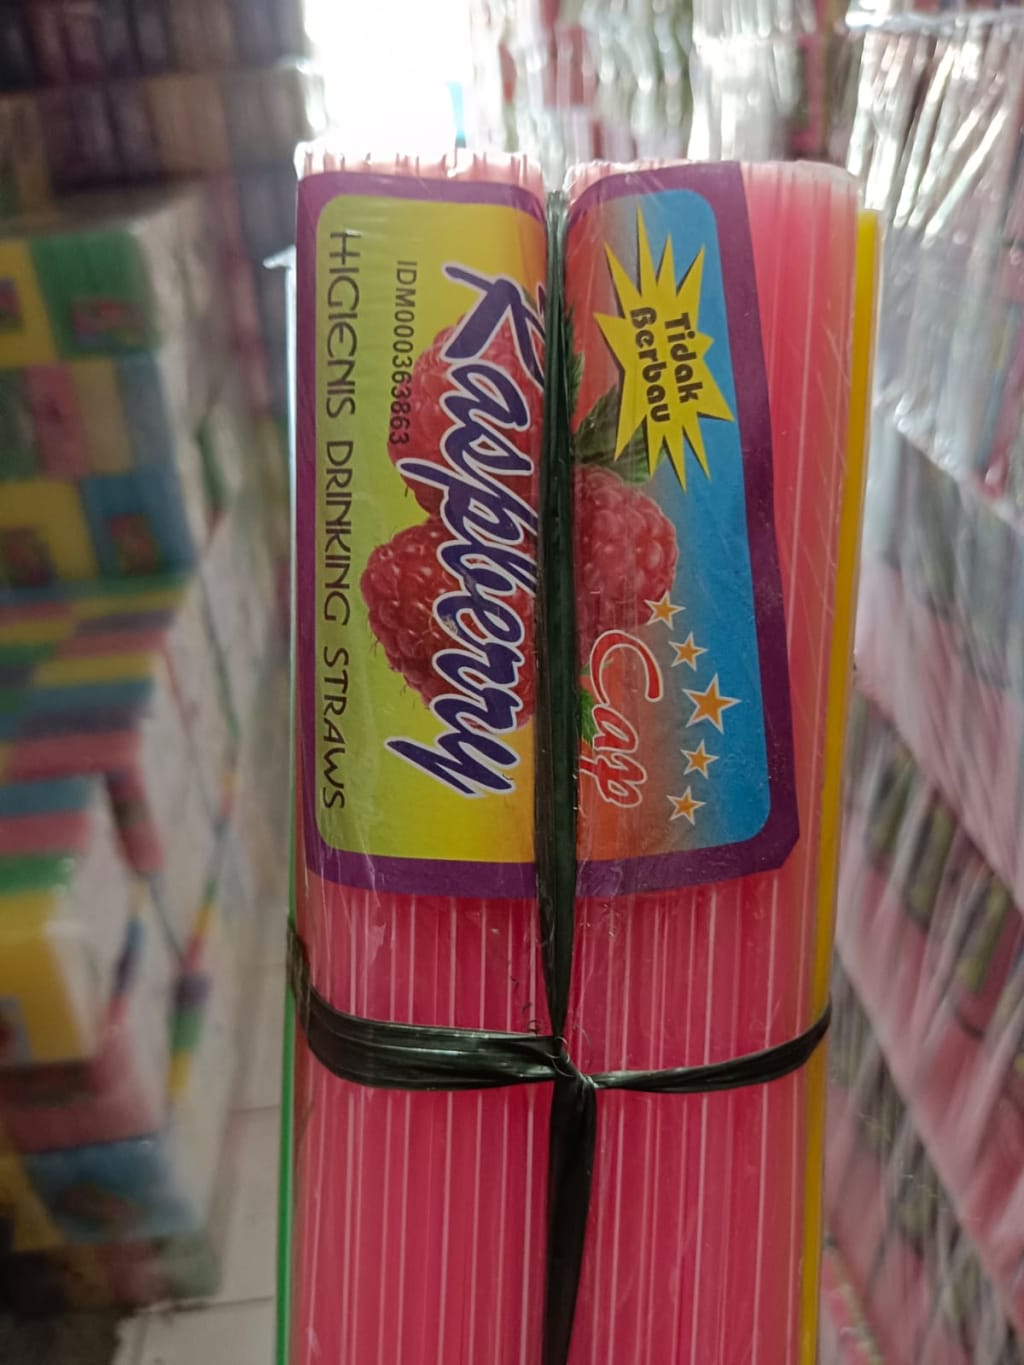 Tidak
Berbau
Cap
Raspberry
IDM000363863
HIGIENIS DRINKING STRAWS